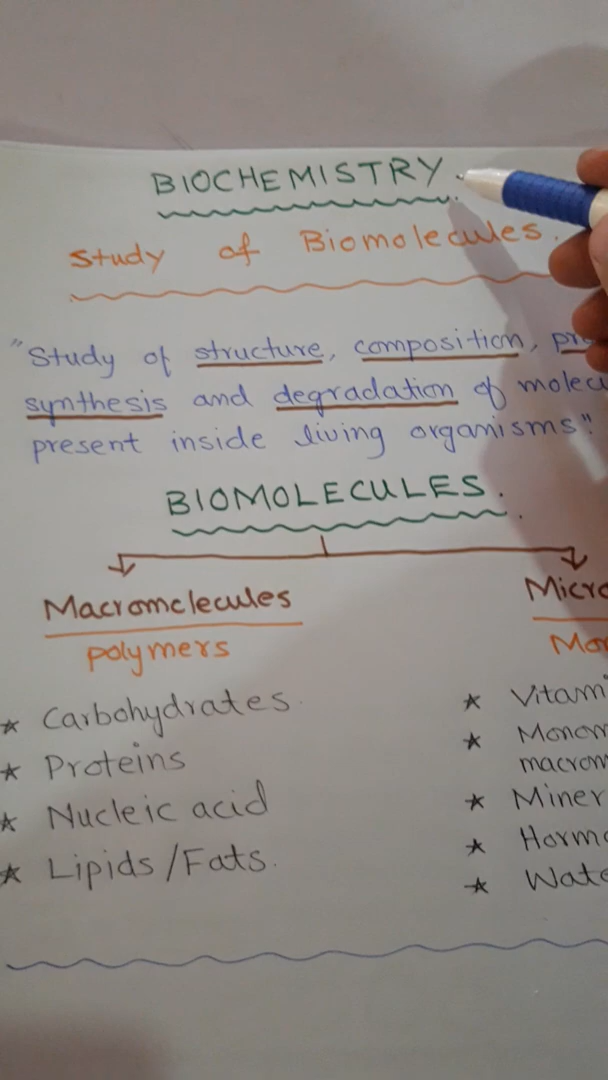 BIOCHEMISTRY.
Study of Biomolecules.
"Study of structure, composition,
synthesis and degradation of
present inside living organisms".
BIOMOLECULES.
Macromolecules
polymers
* Carbohydrates.
* Proteins
* Nucleic acid
* Lipids/Fats.